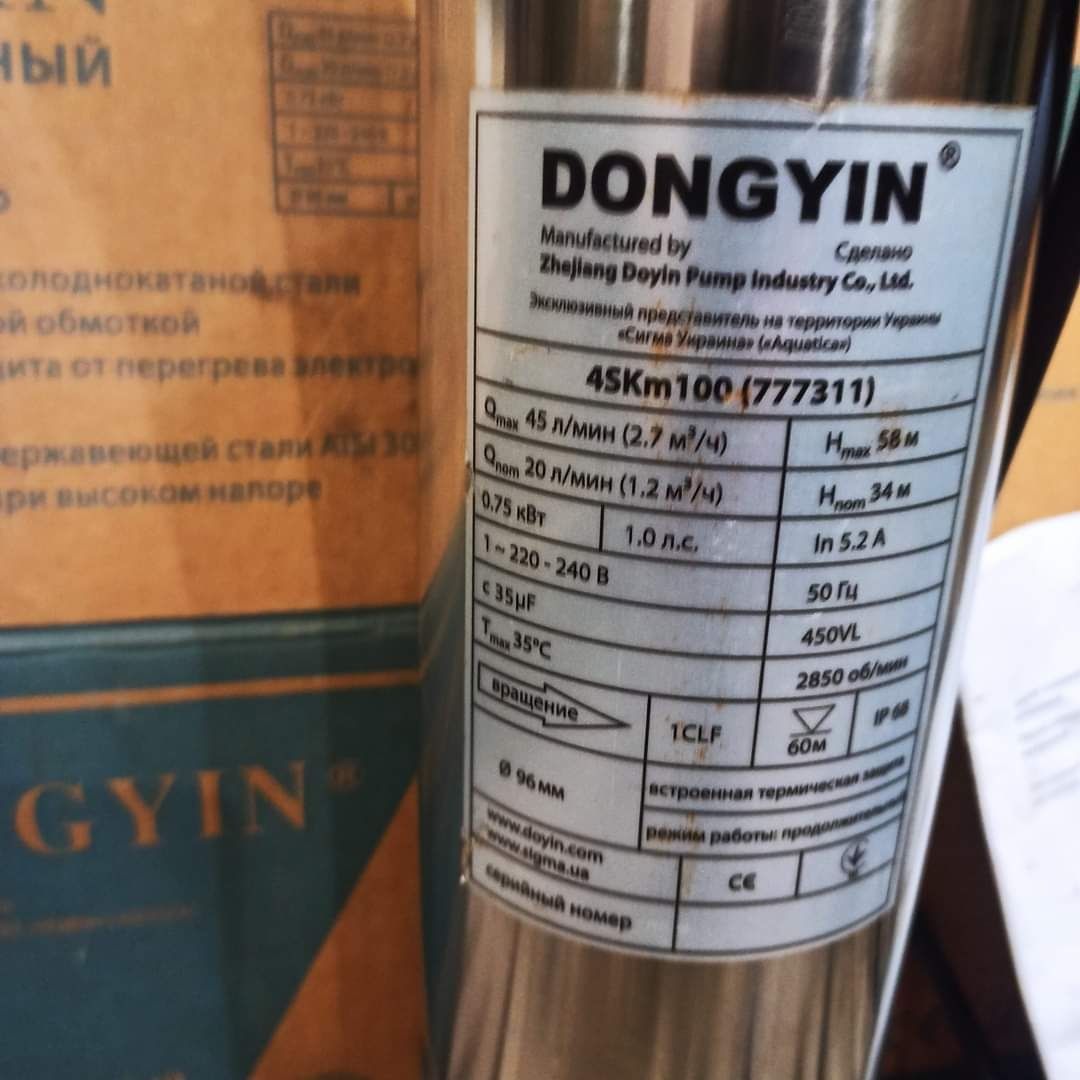 ный
холоднокатаной стали
ой обмоткой
щита от перегрева электро
ержавеющей стали AISI 30
ри высоком напоре
GYIN®
DONGYIN®
Manufactured by
Сделано
Zhejiang Doyin Pump Industry Co., Ltd.
Эксклюзивный представитель на территории Украины
«Сигма Украина» («Aquatica»)
4SKm100 (777311)
Qmax 45 л/мин (2.7 м³/ч) Hmax 58 м
Qnom 20 л/мин (1.2 м³/ч) Hnom 34 м
0.75 кВт 1.0 л.с. In 5.2 A
1 ~ 220 - 240 В 50 Гц
c 35µF 450VL
Tmax 35°C 2850 об/мин
вращение 1CLF 60м IP 68
Ø 96 мм встроенная термическая защита
режим работы: продолжительный
www.doyin.com
www.sigma.ua
CE
серийный номер